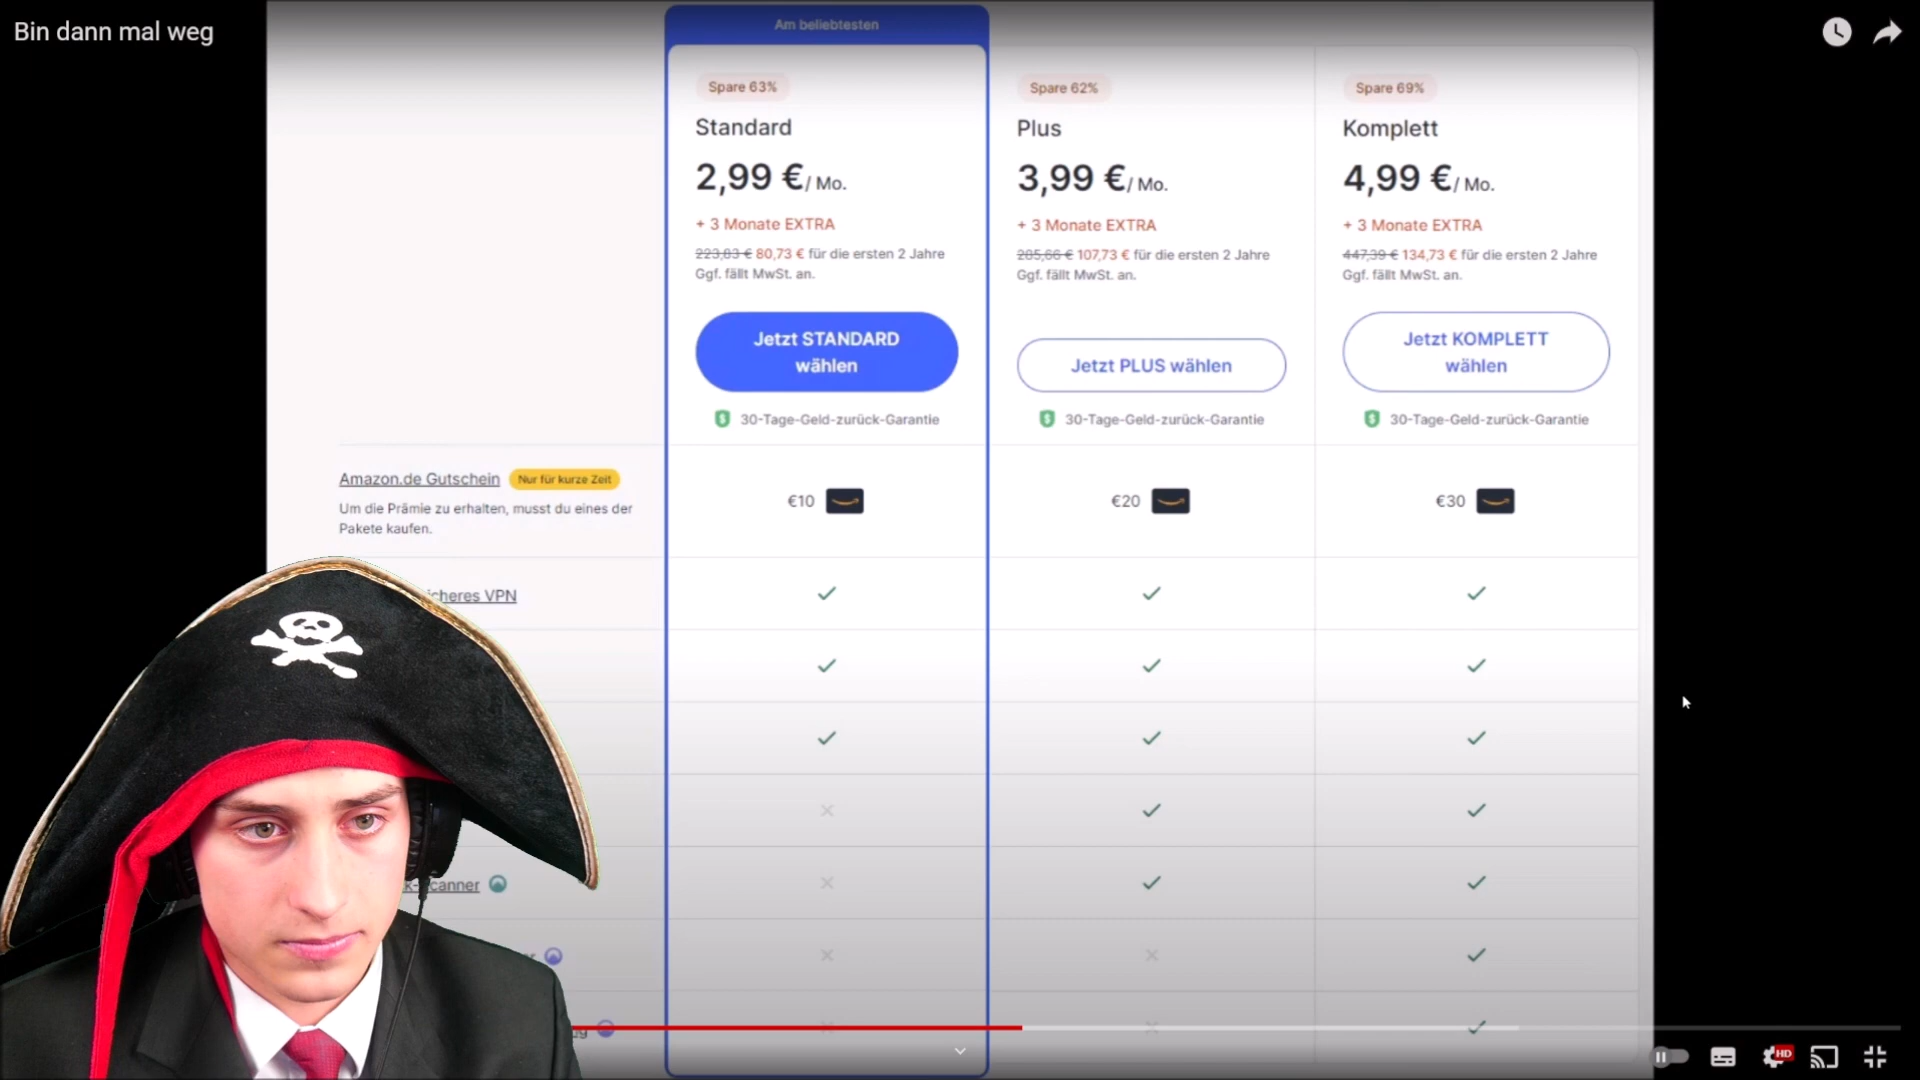 Bin dann mal weg
Am beliebtesten
Spare 63%
Standard
2,99 €/ Mo.
+ 3 Monate EXTRA
223,83 € 80,73 € für die ersten 2 Jahre
Ggf. fällt MwSt. an.
Jetzt STANDARD
wählen
30-Tage-Geld-zurück-Garantie
Spare 62%
Plus
3,99 €/ Mo.
+ 3 Monate EXTRA
285,66 € 107,73 € für die ersten 2 Jahre
Ggf. fällt MwSt. an.
Jetzt PLUS wählen
30-Tage-Geld-zurück-Garantie
Spare 69%
Komplett
4,99 €/ Mo.
+ 3 Monate EXTRA
447,39 € 134,73 € für die ersten 2 Jahre
Ggf. fällt MwSt. an.
Jetzt KOMPLETT
wählen
30-Tage-Geld-zurück-Garantie
Amazon.de Gutschein Nur für kurze Zeit
Um die Prämie zu erhalten, musst du eines der
Pakete kaufen.
€10
€20
€30
VPN
HD